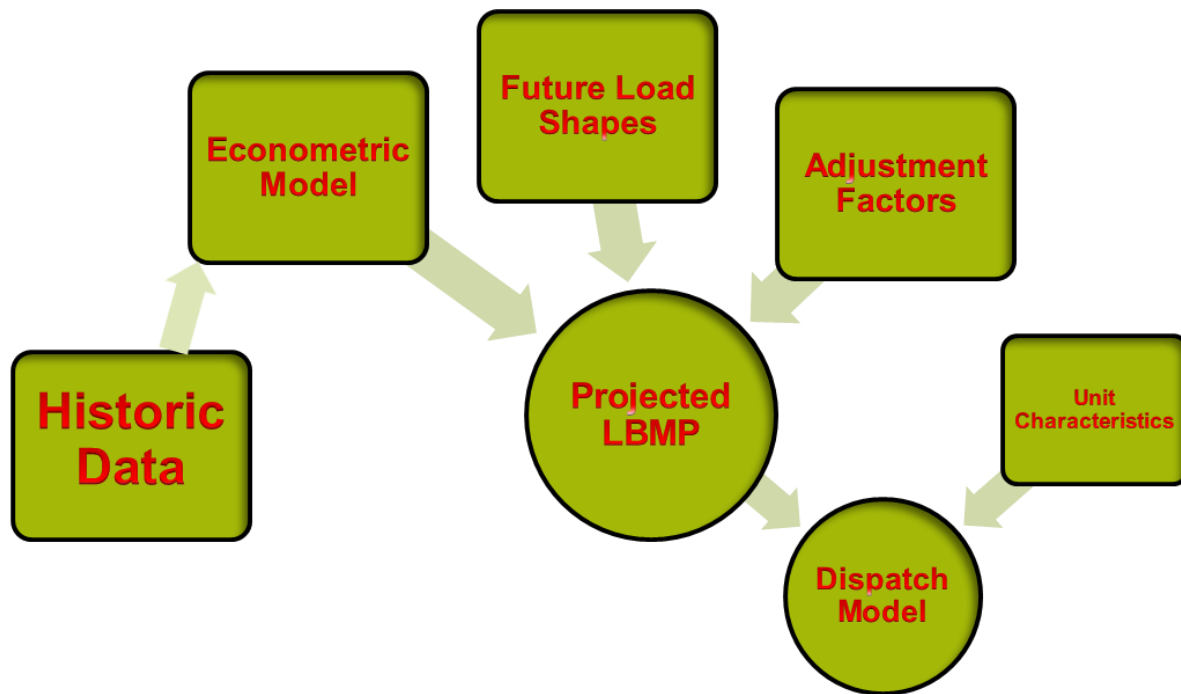 Future Load
Shapes
Econometric
Model
Adjustment
Factors
Historic
Data
Projected
LBMP
Unit
Characteristics
Dispatch
Model